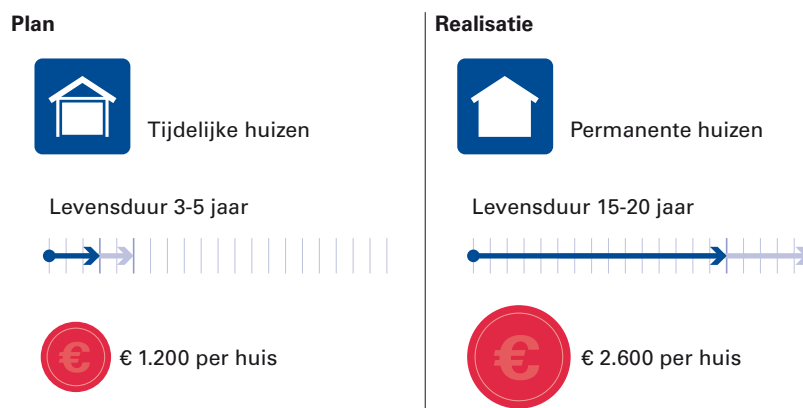 Plan
Tijdelijke huizen
Levensduur 3-5 jaar
€
€ 1.200 per huis
Realisatie
Permanente huizen
Levensduur 15-20 jaar
€
€ 2.600 per huis